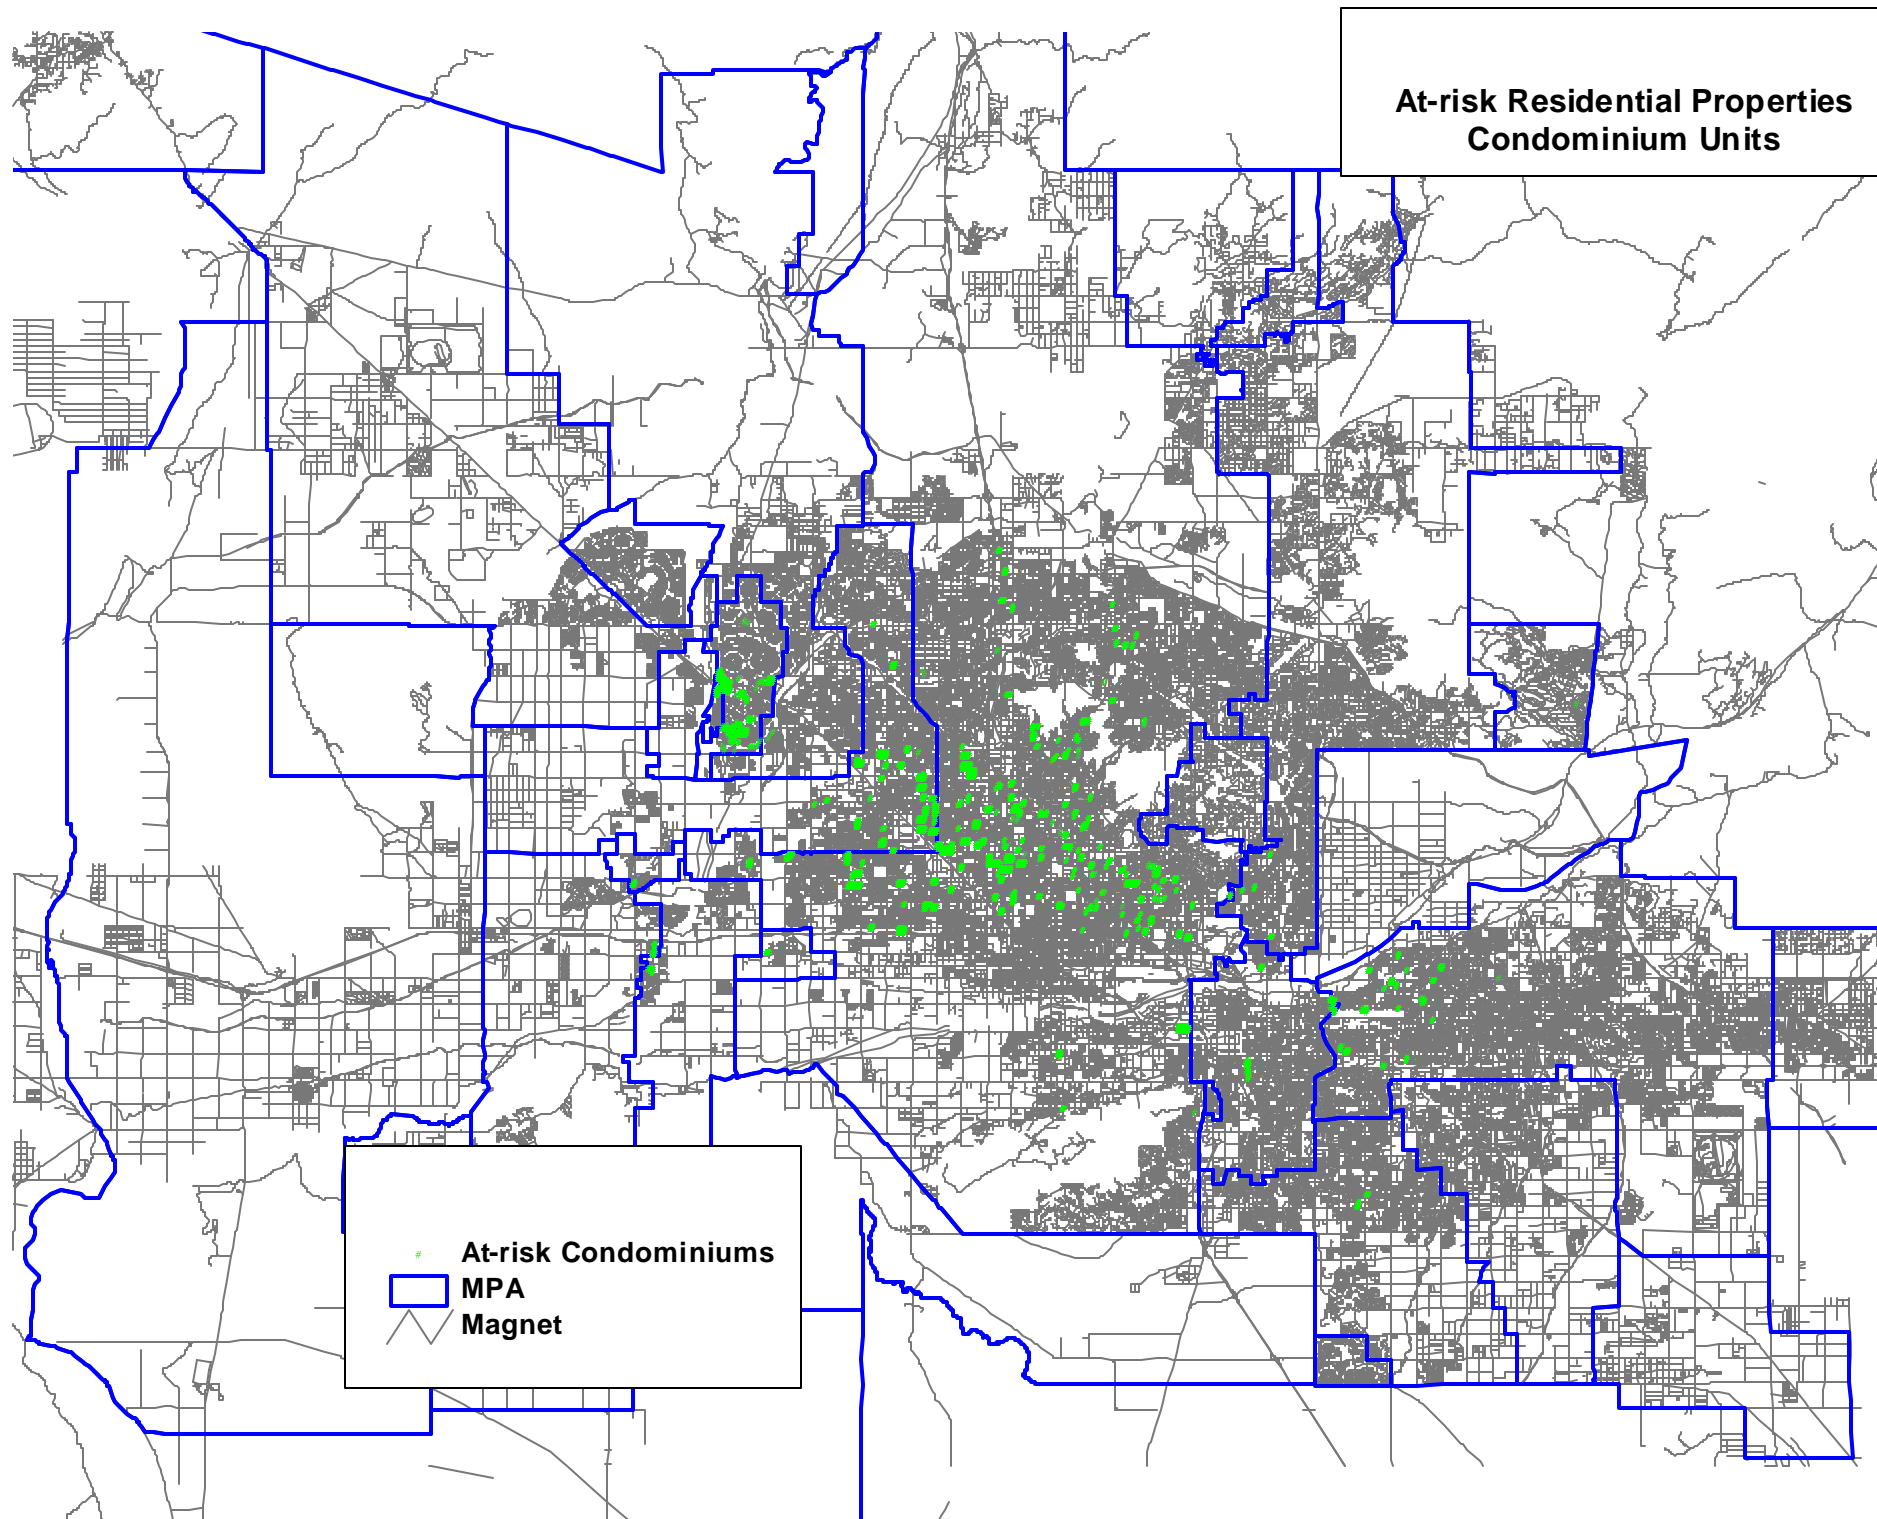 At-risk Residential Properties
Condominium Units
At-risk Condominiums
MPA
Magnet